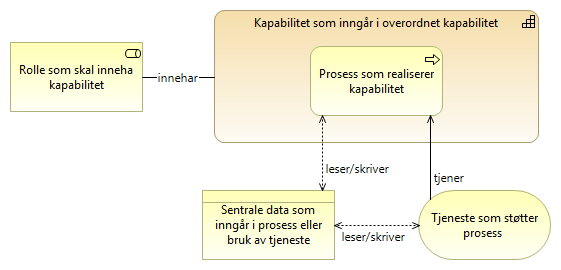 Kapabilitet som inngår i overordnet kapabilitet
Rolle som skal inneha
kapabilitet
innehar
Prosess som realiserer
kapabilitet
leser/skriver
tjener
Sentrale data som
inngår i prosess eller
bruk av tjeneste
leser/skriver
Tjeneste som støtter
prosess